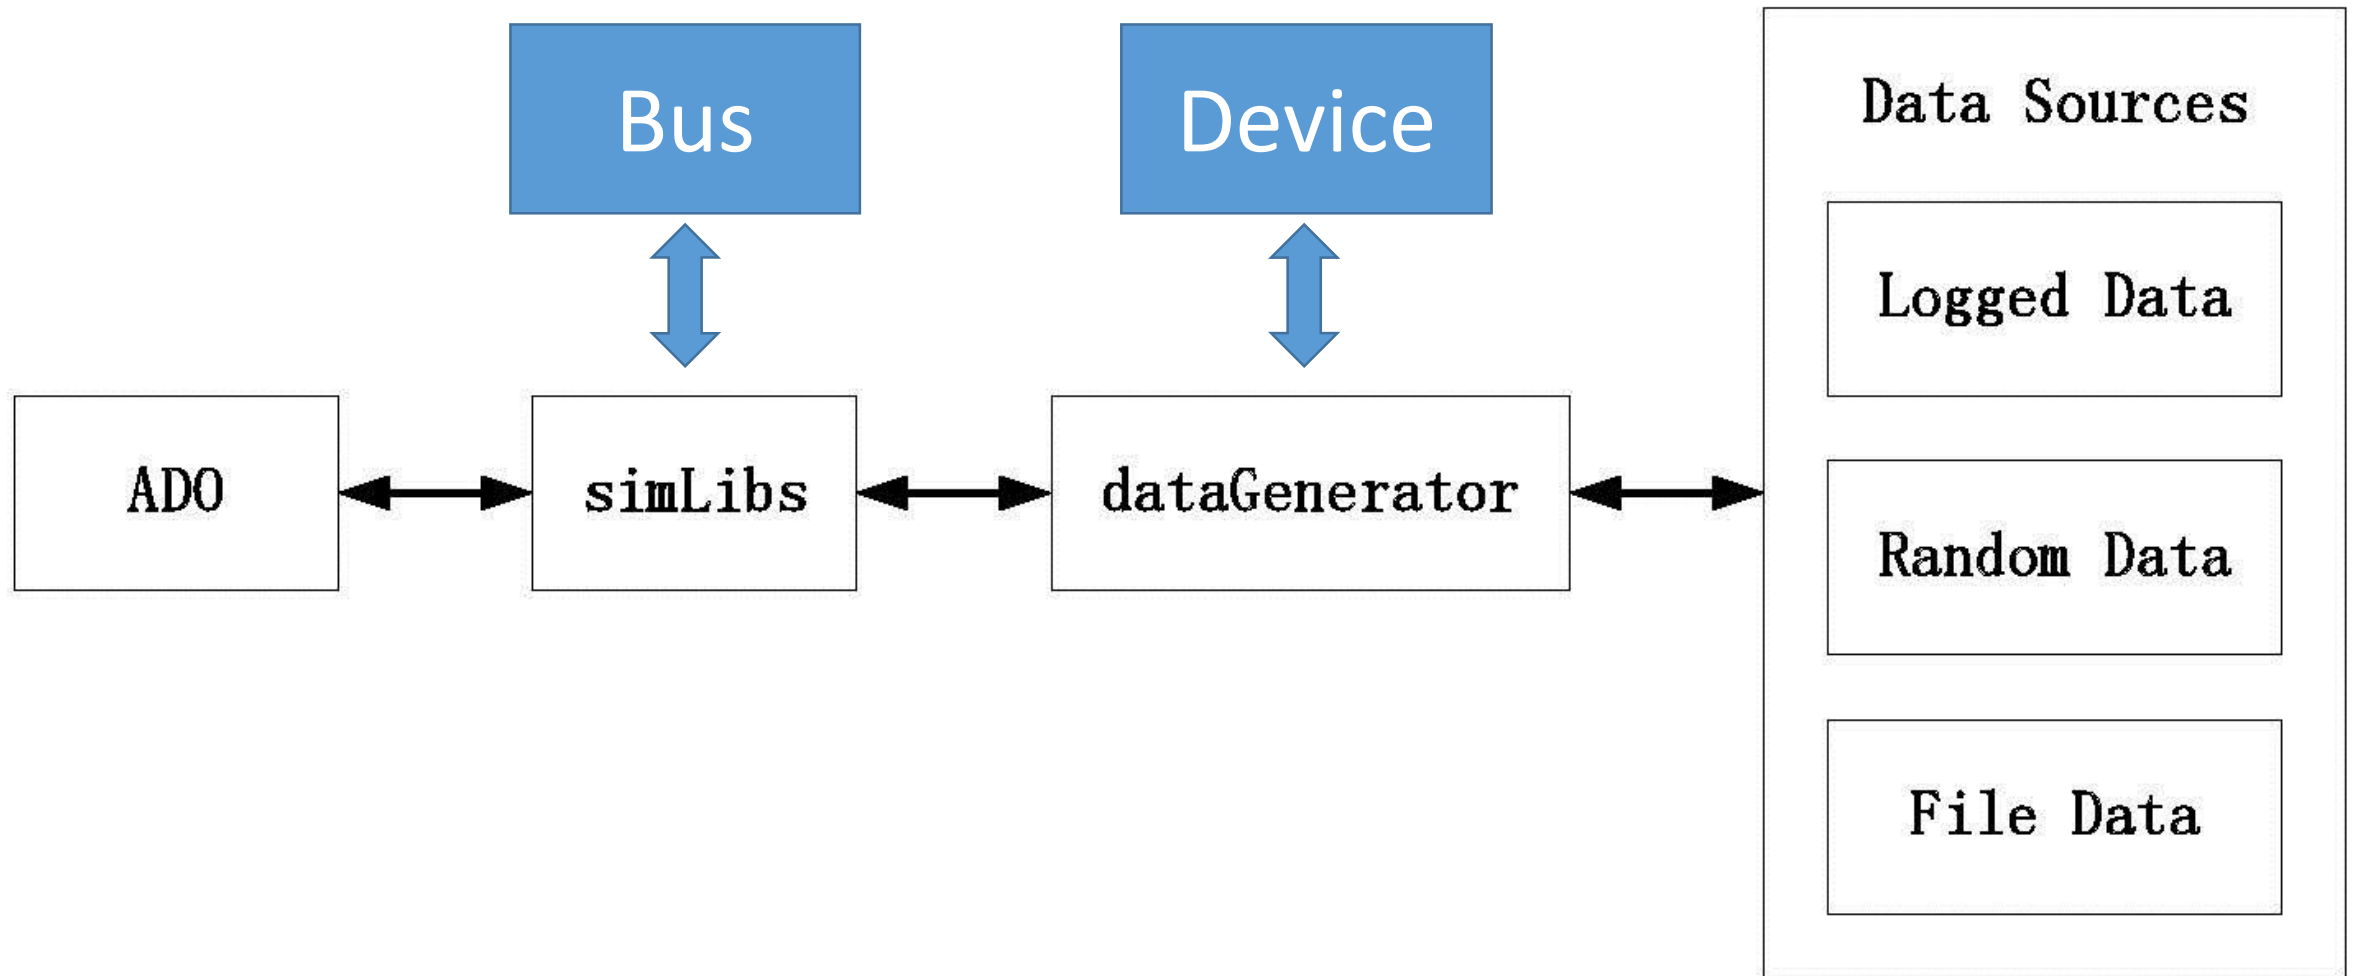 Bus
Device
Data Sources
Logged Data
ADO
simLibs
dataGenerator
Random Data
File Data